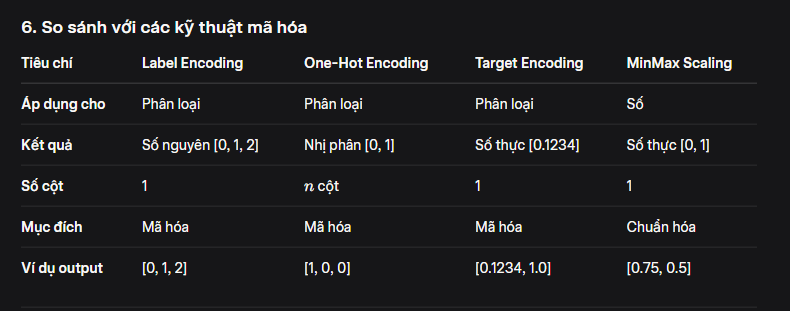 6. So sánh với các kỹ thuật mã hóa
Tiêu chí Label Encoding One-Hot Encoding Target Encoding MinMax Scaling
Áp dụng cho Phân loại Phân loại Phân loại Số
Kết quả Số nguyên [0, 1, 2] Nhị phân [0, 1] Số thực [0.1234] Số thực [0, 1]
Số cột 1 n cột 1 1
Mục đích Mã hóa Mã hóa Mã hóa Chuẩn hóa
Ví dụ output [0, 1, 2] [1, 0, 0] [0.1234, 1.0] [0.75, 0.5]